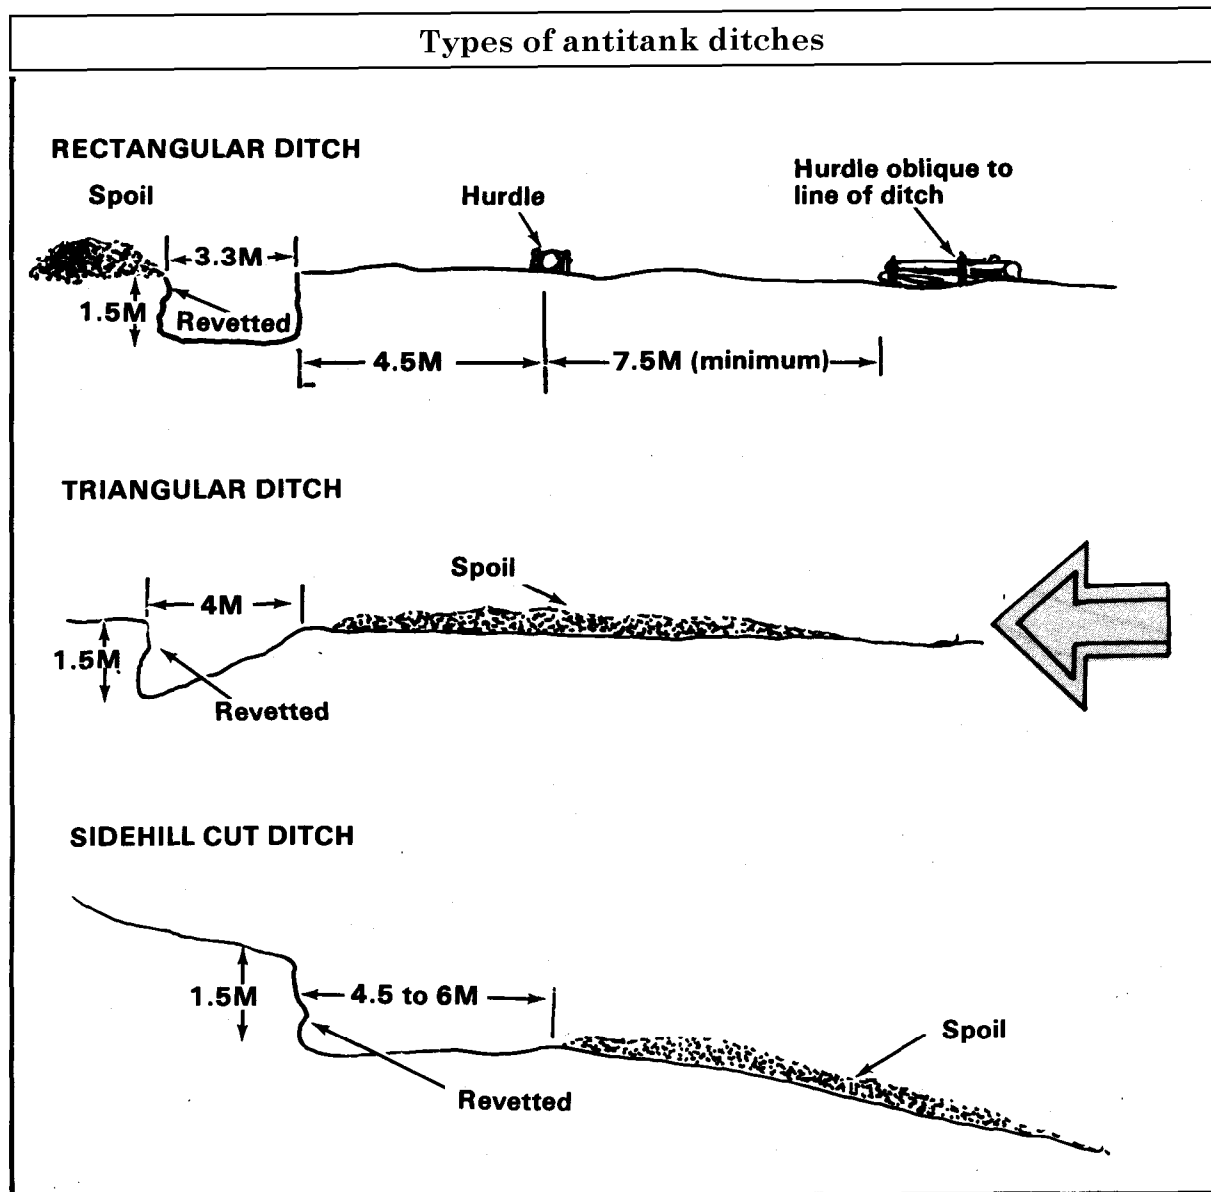 Types of antitank ditches
RECTANGULAR DITCH
Spoil
Hurdle
Hurdle oblique to
line of ditch
3.3M
1.5M
Revetted
4.5M
7.5M (minimum)
TRIANGULAR DITCH
Spoil
4M
1.5M
Revetted
SIDEHILL CUT DITCH
1.5M
4.5 to 6M
Spoil
Revetted